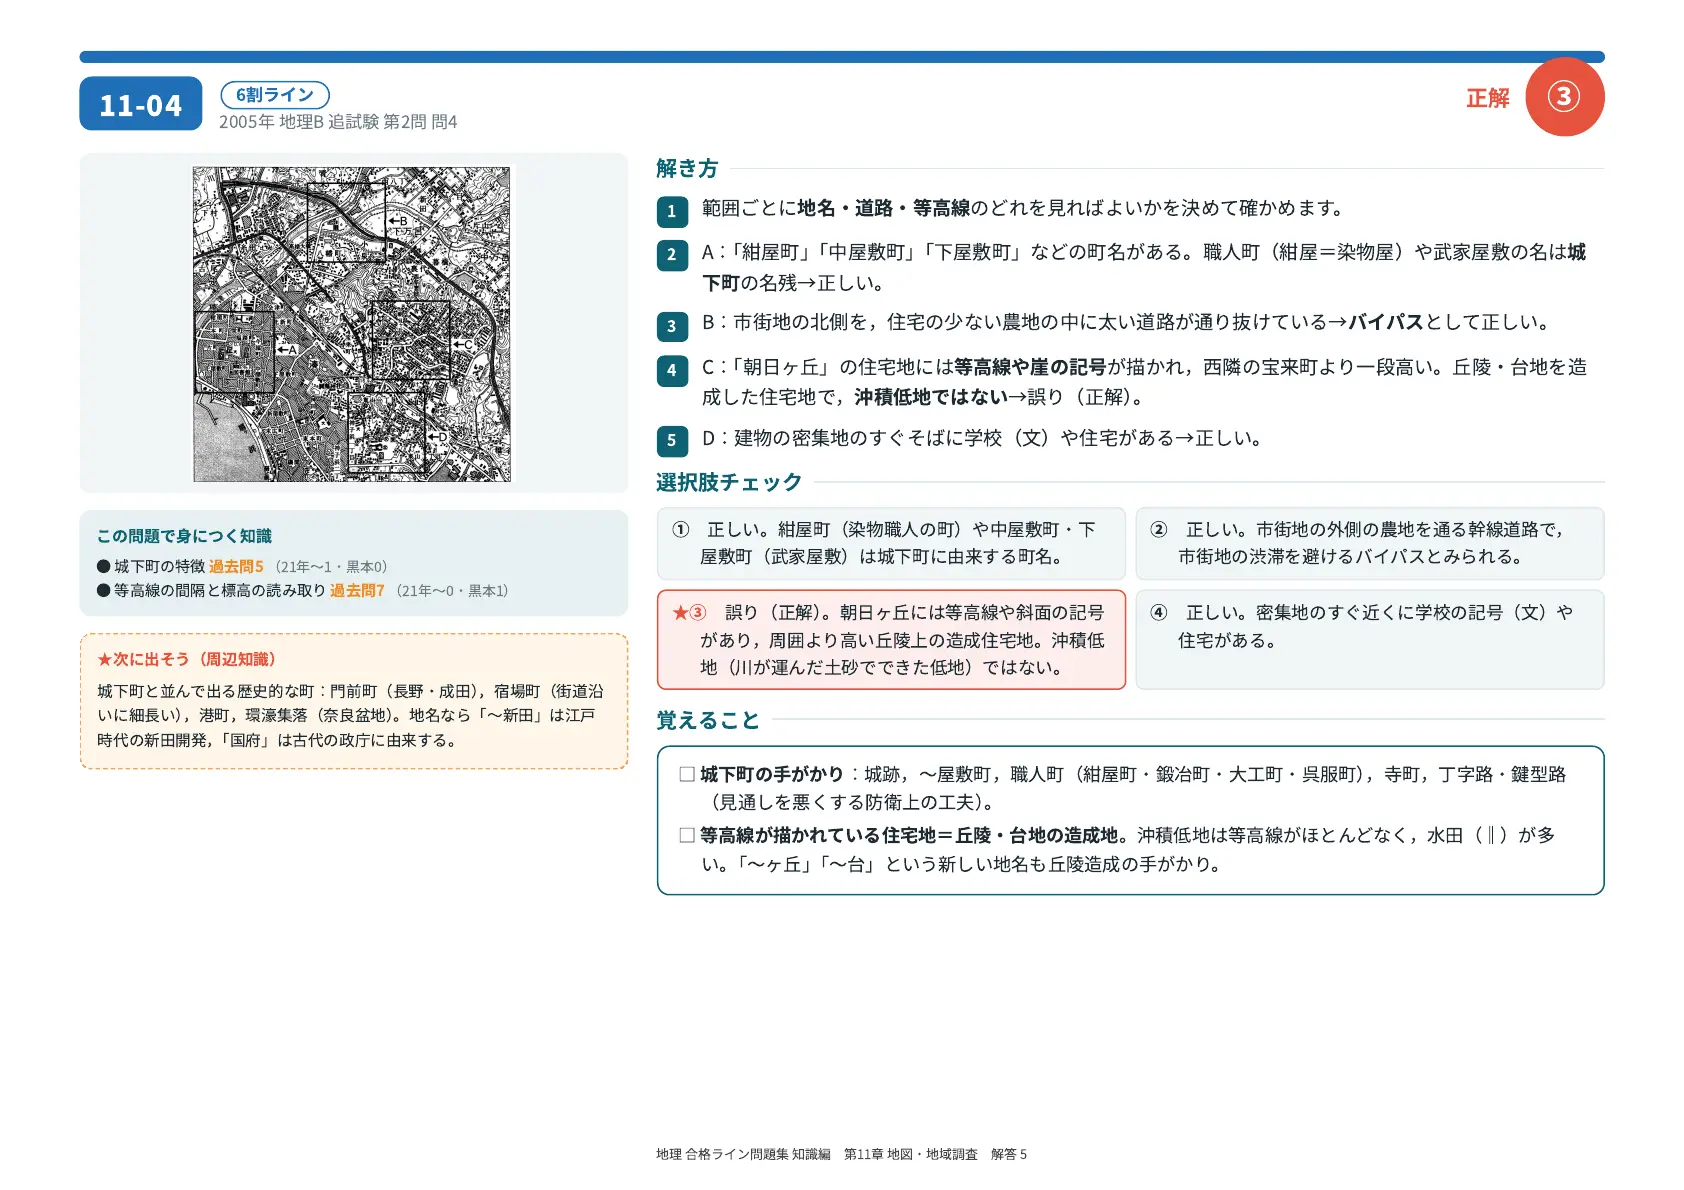 11-04
6割ライン
2005年 地理B 追試験 第2問 問4
正解 ③
B
A
C
D
この問題で身につく知識
● 城下町の特徴 過去問5（21年〜1・黒本0）
● 等高線の間隔と標高の読み取り 過去問7（21年〜0・黒本1）
★次に出そう（周辺知識）
城下町と並んで出る歴史的な町：門前町（長野・成田），宿場町（街道沿
いに細長い），港町，環濠集落（奈良盆地）。地名なら「〜新田」は江戸
時代の新田開発，「国府」は古代の政庁に由来する。
解き方
1 範囲ごとに地名・道路・等高線のどれを見ればよいかを決めて確かめます。
2 A：「紺屋町」「中屋敷町」「下屋敷町」などの町名がある。職人町（紺屋＝染物屋）や武家屋敷の名は城
下町の名残→正しい。
3 B：市街地の北側を，住宅の少ない農地の中に太い道路が通り抜けている→バイパスとして正しい。
4 C：「朝日ヶ丘」の住宅地には等高線や崖の記号が描かれ，西隣の宝来町より一段高い。丘陵・台地を造
成した住宅地で，沖積低地ではない→誤り（正解）。
5 D：建物の密集地のすぐそばに学校（文）や住宅がある→正しい。
選択肢チェック
① 正しい。紺屋町（染物職人の町）や中屋敷町・下
屋敷町（武家屋敷）は城下町に由来する町名。
② 正しい。市街地の外側の農地を通る幹線道路で，
市街地の渋滞を避けるバイパスとみられる。
★③ 誤り（正解）。朝日ヶ丘には等高線や斜面の記号
があり，周囲より高い丘陵上の造成住宅地。沖積低
地（川が運んだ土砂でできた低地）ではない。
④ 正しい。密集地のすぐ近くに学校の記号（文）や
住宅がある。
覚えること
□ 城下町の手がかり：城跡，〜屋敷町，職人町（紺屋町・鍛冶町・大工町・呉服町），寺町，丁字路・鍵型路
（見通しを悪くする防衛上の工夫）。
□ 等高線が描かれている住宅地＝丘陵・台地の造成地。沖積低地は等高線がほとんどなく，水田（∥）が多
い。「〜ヶ丘」「〜台」という新しい地名も丘陵造成の手がかり。
地理 合格ライン問題集 知識編 第11章 地図・地域調査 解答 5